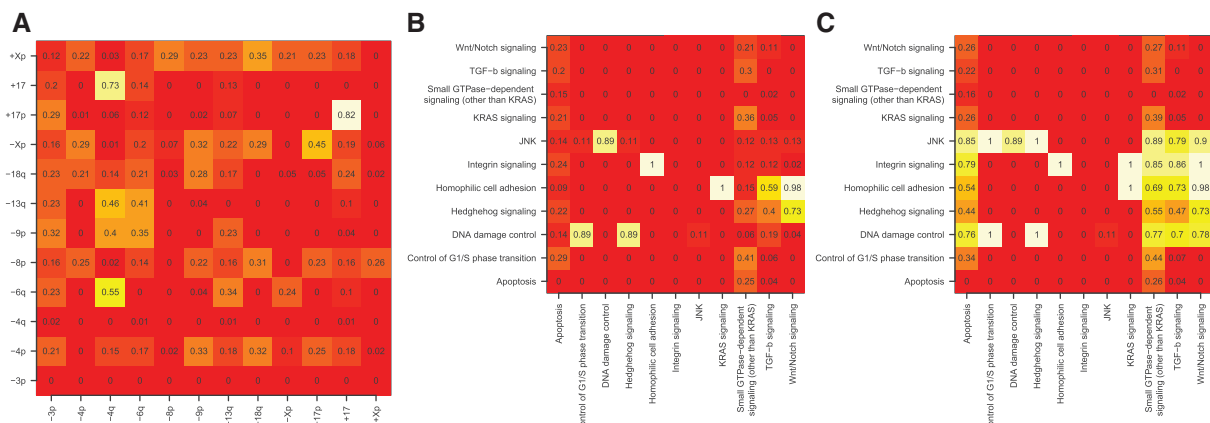 A
+Xp 0.12 0.22 0.03 0.17 0.29 0.23 0.23 0.35 0.21 0.23 0.18 0
+17 0.2 0 0.73 0.14 0 0 0.13 0 0 0 0 0
+17p 0.29 0.01 0.06 0.12 0 0.02 0.07 0 0 0 0.82 0
−Xp 0.16 0.29 0.01 0.2 0.07 0.32 0.22 0.29 0 0.45 0.19 0.06
−18q 0.23 0.21 0.14 0.21 0.03 0.28 0.17 0 0.05 0.05 0.24 0.02
−13q 0.23 0 0.46 0.41 0 0.04 0 0 0 0 0.1 0
−9p 0.32 0 0.4 0.35 0 0 0.23 0 0 0 0.04 0
−8p 0.16 0.25 0.02 0.14 0 0.22 0.16 0.31 0 0.23 0.16 0.26
−6q 0.23 0 0.55 0 0 0.04 0.34 0 0.24 0 0.1 0
−4q 0.02 0 0 0 0 0 0.01 0 0 0 0.01 0
−4p 0.21 0 0.15 0.17 0.02 0.33 0.18 0.32 0.1 0.25 0.18 0.02
−3p 0 0 0 0 0 0 0 0 0 0 0 0
−3p −4p −4q −6q −8p −9p −13q −18q −Xp −17p +17 +Xp
B
Wnt/Notch signaling 0.23 0 0 0 0 0 0 0 0.21 0.11 0
TGF−b signaling 0.2 0 0 0 0 0 0 0 0.3 0 0
Small GTPase−dependent
signaling (other than KRAS) 0.15 0 0 0 0 0 0 0 0 0.02 0
KRAS signaling 0.21 0 0 0 0 0 0 0 0.36 0.05 0
JNK 0.14 0.11 0.89 0.11 0 0 0 0 0.12 0.13 0.13
Integrin signaling 0.24 0 0 0 1 0 0 0 0.12 0.12 0.02
Homophilic cell adhesion 0.09 0 0 0 0 0 0 1 0.15 0.59 0.98
Hedghehog signaling 0.22 0 0 0 0 0 0 0 0.27 0.4 0.73
DNA damage control 0.14 0.89 0 0.89 0 0 0.11 0 0.06 0.19 0.04
Control of G1/S phase transition 0.29 0 0 0 0 0 0 0 0.41 0.06 0
Apoptosis 0 0 0 0 0 0 0 0 0.25 0.04 0
Apoptosis
Control of G1/S phase transition
DNA damage control
Hedghehog signaling
Homophilic cell adhesion
Integrin signaling
JNK
KRAS signaling
Small GTPase−dependent
signaling (other than KRAS)
TGF−b signaling
Wnt/Notch signaling
C
Wnt/Notch signaling 0.26 0 0 0 0 0 0 0 0.27 0.11 0
TGF−b signaling 0.22 0 0 0 0 0 0 0 0.31 0 0
Small GTPase−dependent
signaling (other than KRAS) 0.16 0 0 0 0 0 0 0 0 0.02 0
KRAS signaling 0.26 0 0 0 0 0 0 0 0.39 0.05 0
JNK 0.85 1 0.89 1 0 0 0 0 0.89 0.79 0.9
Integrin signaling 0.79 0 0 0 1 0 0 1 0.85 0.86 1
Homophilic cell adhesion 0.54 0 0 0 0 0 0 1 0.69 0.73 0.98
Hedghehog signaling 0.44 0 0 0 0 0 0 0 0.55 0.47 0.73
DNA damage control 0.76 1 0 1 0 0 0.11 0 0.77 0.7 0.78
Control of G1/S phase transition 0.34 0 0 0 0 0 0 0 0.44 0.07 0
Apoptosis 0 0 0 0 0 0 0 0 0.26 0.04 0
Apoptosis
Control of G1/S phase transition
DNA damage control
Hedghehog signaling
Homophilic cell adhesion
Integrin signaling
JNK
KRAS signaling
Small GTPase−dependent
signaling (other than KRAS)
TGF−b signaling
Wnt/Notch signaling